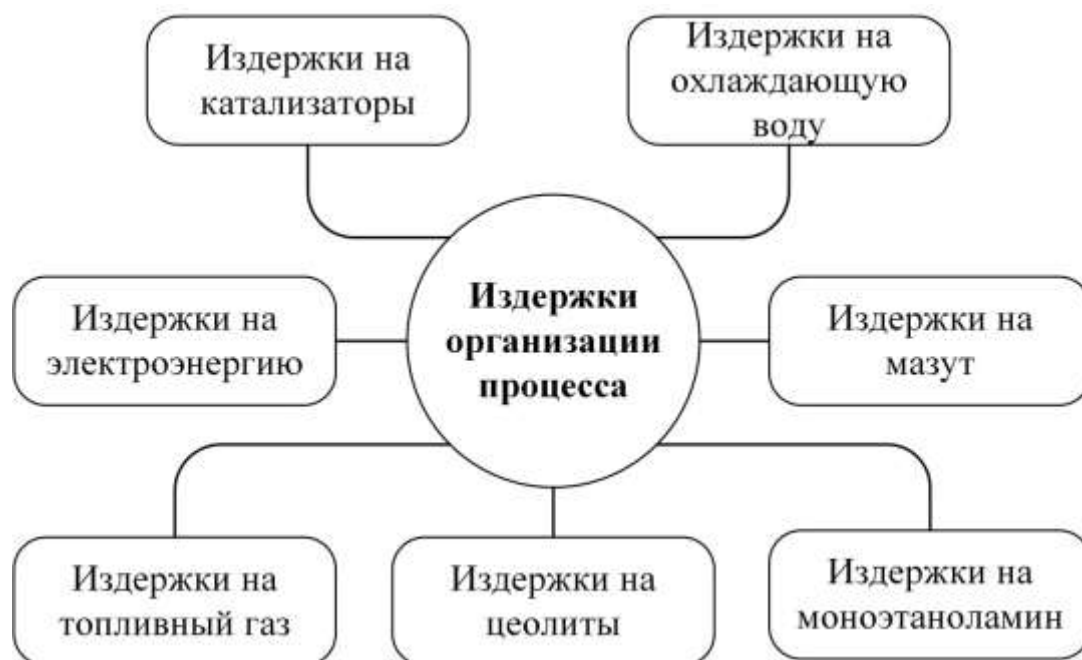 Издержки на
катализаторы
Издержки на
охлаждающую
воду
Издержки на
электроэнергию
Издержки
организации
процесса
Издержки на
мазут
Издержки на
топливный газ
Издержки на
цеолиты
Издержки на
моноэтаноламин